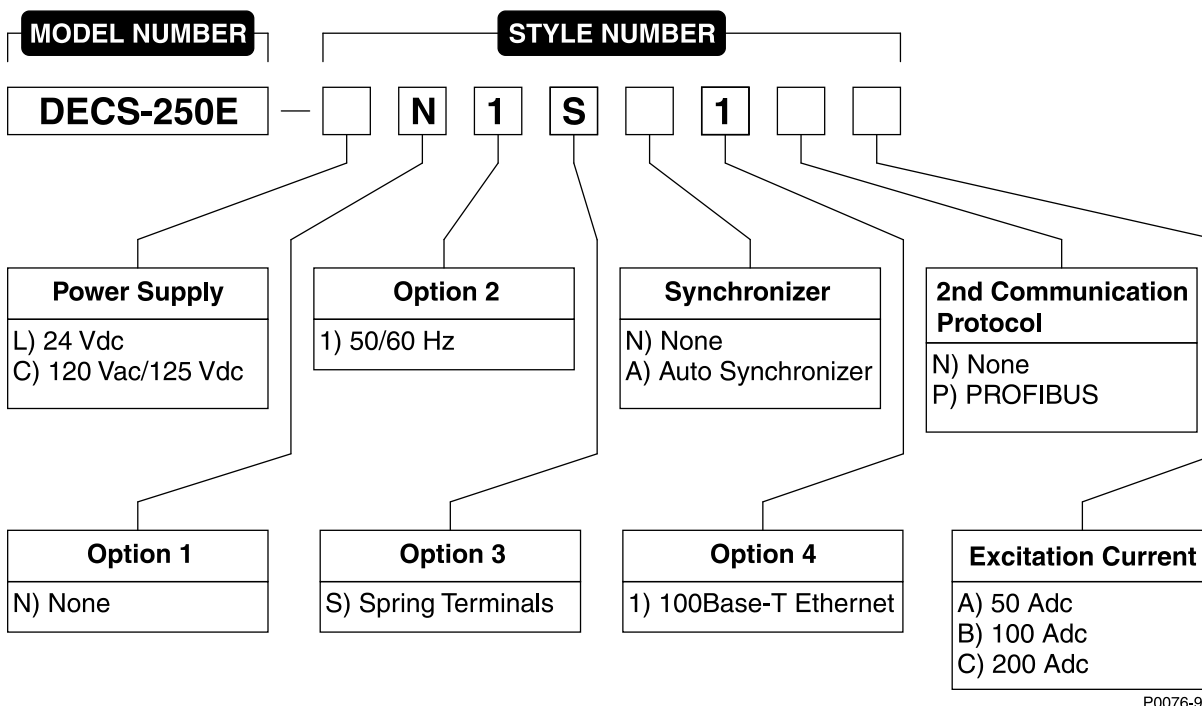 MODEL NUMBER
STYLE NUMBER
DECS-250E — N 1 S 1
Power Supply
L) 24 Vdc
C) 120 Vac/125 Vdc
Option 2
1) 50/60 Hz
Synchronizer
N) None
A) Auto Synchronizer
2nd Communication
Protocol
N) None
P) PROFIBUS
Option 1
N) None
Option 3
S) Spring Terminals
Option 4
1) 100Base-T Ethernet
Excitation Current
A) 50 Adc
B) 100 Adc
C) 200 Adc
P0076-9